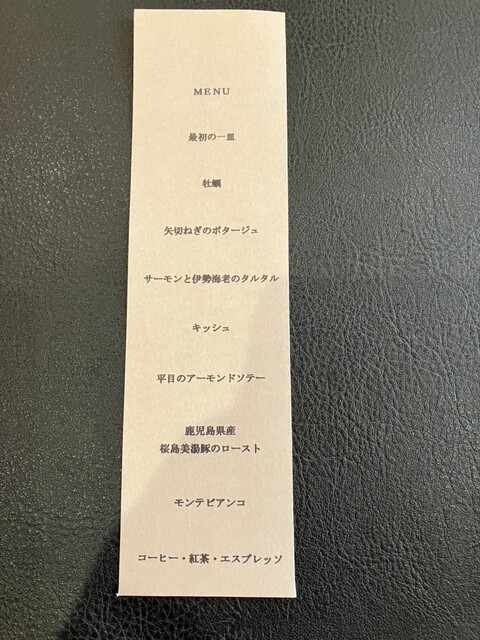 MENU
最初の一皿
牡蠣
矢切ねぎのポタージュ
サーモンと伊勢海老のタルタル
キッシュ
平目のアーモンドソテー
鹿児島県産
桜島美湯豚のロースト
モンテビアンコ
コーヒー・紅茶・エスプレッソ